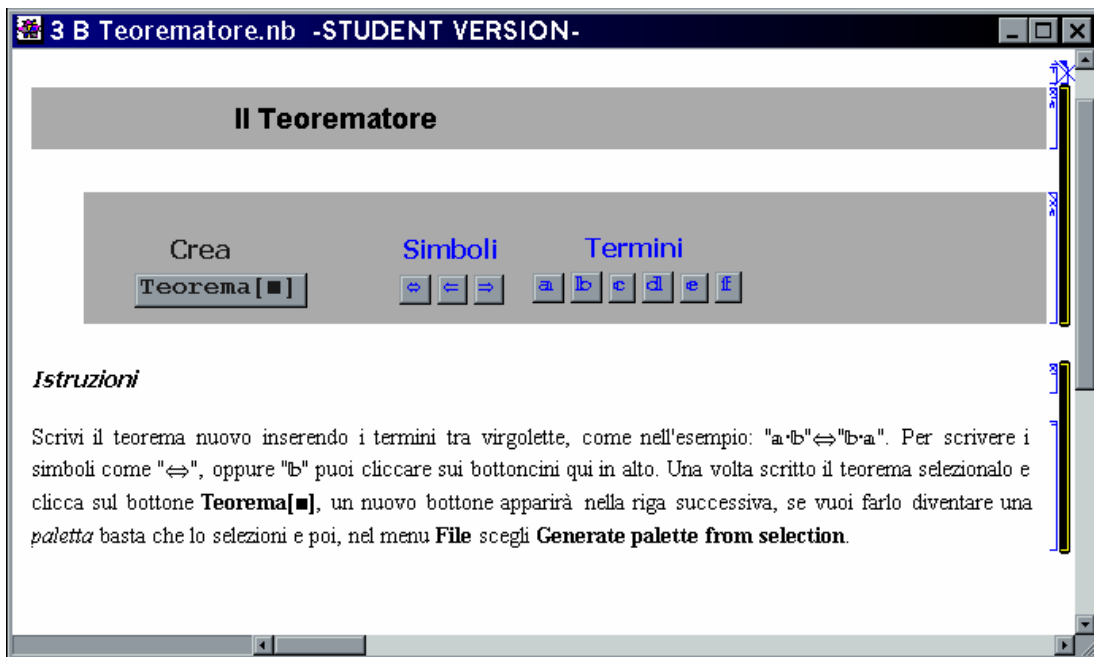 3 B Teorematore.nb -STUDENT VERSION-
Il Teorematore
Crea Simboli Termini
Teorema[■] ⇔ ⇐ ⇒ 𝕒 𝕓 𝕔 𝕕 𝕖 𝕗
Istruzioni
Scrivi il teorema nuovo inserendo i termini tra virgolette, come nell'esempio: "𝕒·𝕓"⇔"𝕓·𝕒". Per scrivere i
simboli come "⇔", oppure "𝕓" puoi cliccare sui bottoncini qui in alto. Una volta scritto il teorema selezionalo e
clicca sul bottone Teorema[■], un nuovo bottone apparirà nella riga successiva, se vuoi farlo diventare una
paletta basta che lo selezioni e poi, nel menu File scegli Generate palette from selection.